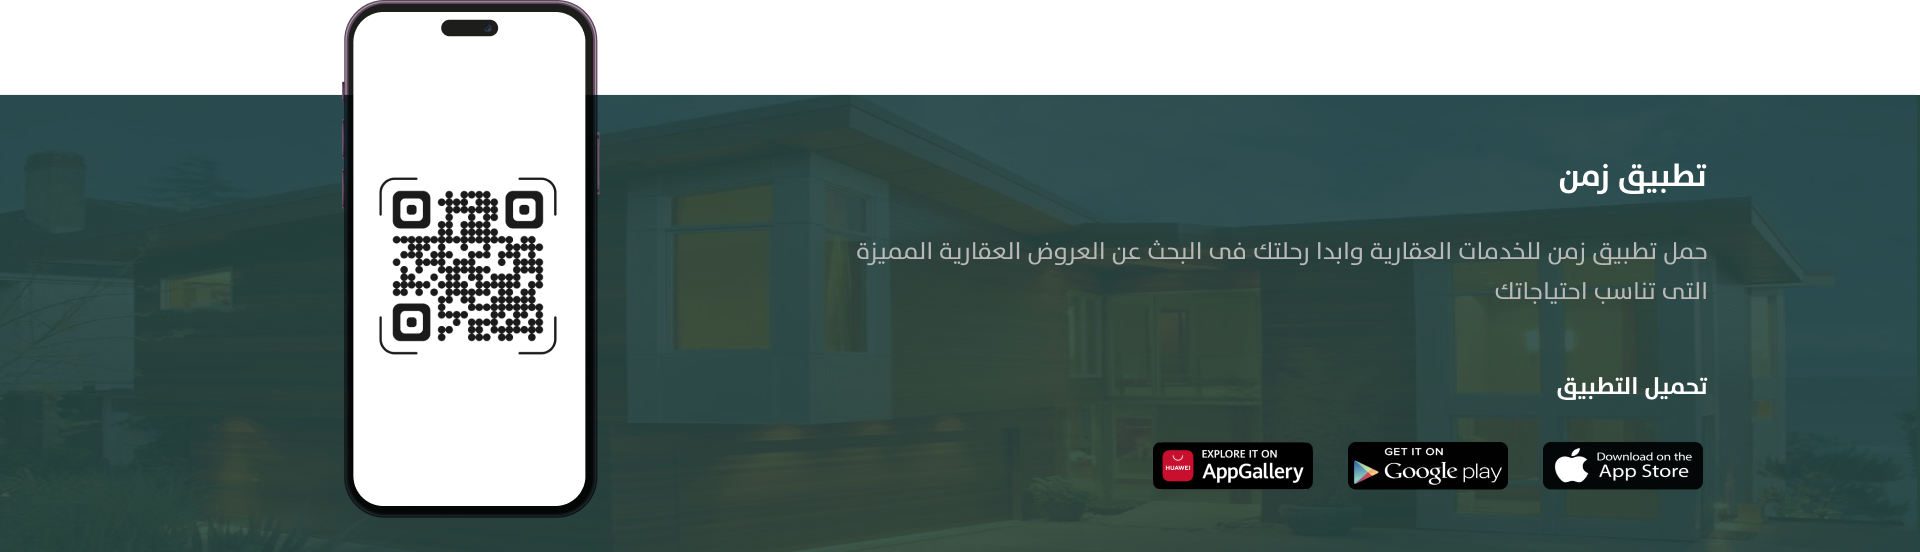 تطبيق زمن
حمل تطبيق زمن للخدمات العقارية وابدا رحلتك فى البحث عن العروض العقارية المميزة
التى تناسب احتياجاتك
تحميل التطبيق
Download on the
App Store
GET IT ON
Google play
EXPLORE IT ON
AppGallery
HUAWEI